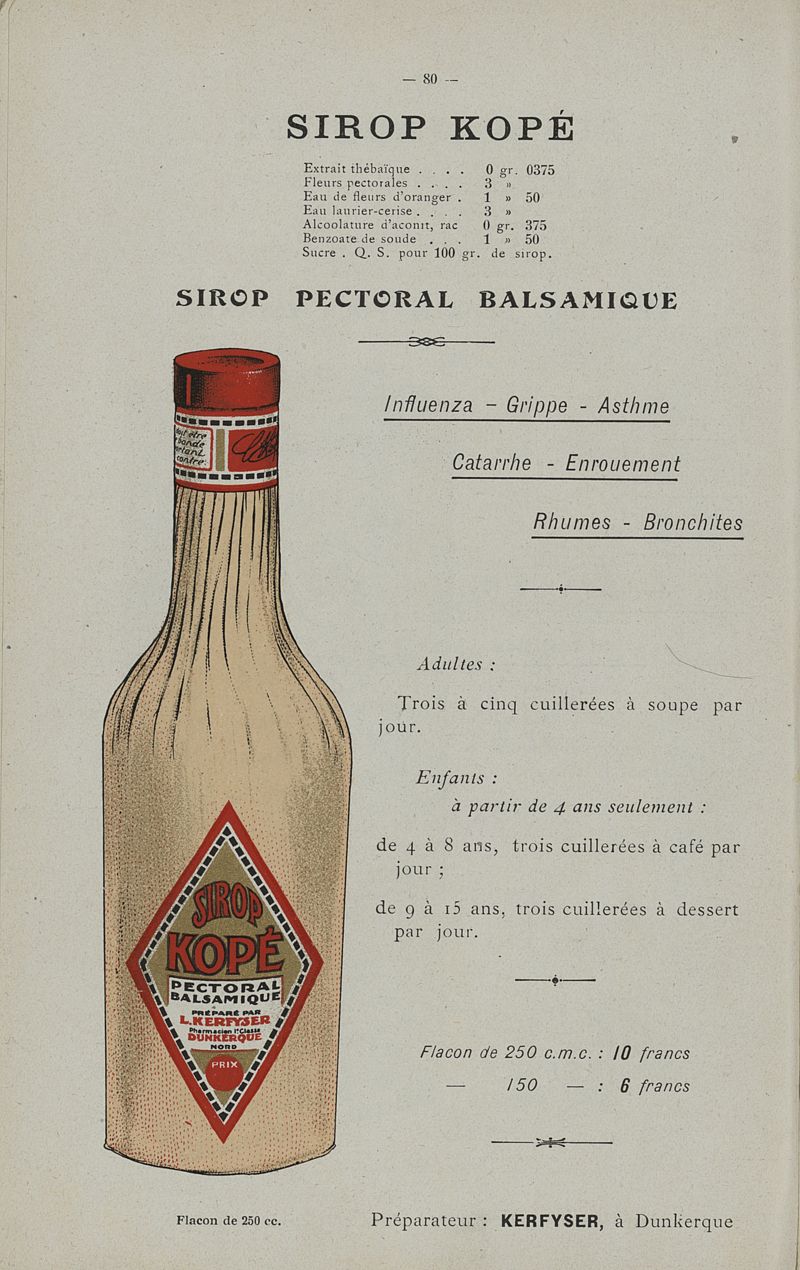 — 80 —
SIROP KOPÉ
Extrait thébaïque . . . . 0 gr. 0375
Fleurs pectorales . . . . 3 »
Eau de fleurs d'oranger . 1 » 50
Eau laurier-cerise . . . . 3 »
Alcoolature d'aconit, rac 0 gr. 375
Benzoate de soude . . . 1 » 50
Sucre . Q. S. pour 100 gr. de sirop.
SIROP PECTORAL BALSAMIQUE
Influenza – Grippe - Asthme
Catarrhe - Enrouement
Rhumes - Bronchites
Adultes :
Trois à cinq cuillerées à soupe par
jour.
Enfants :
à partir de 4 ans seulement :
de 4 à 8 ans, trois cuillerées à café par
jour ;
de 9 à 15 ans, trois cuillerées à dessert
par jour.
Flacon de 250 c.m.c. : 10 francs
— 150 — : 6 francs
être
contre
SIROP
KOPÉ
PECTORAL
BALSAMIQUE
PRÉPARÉ PAR
L. KERFYSER
Pharmacien 1re Classe
DUNKERQUE
NORD
PRIX
Flacon de 250 cc.
Préparateur : KERFYSER, à Dunkerque